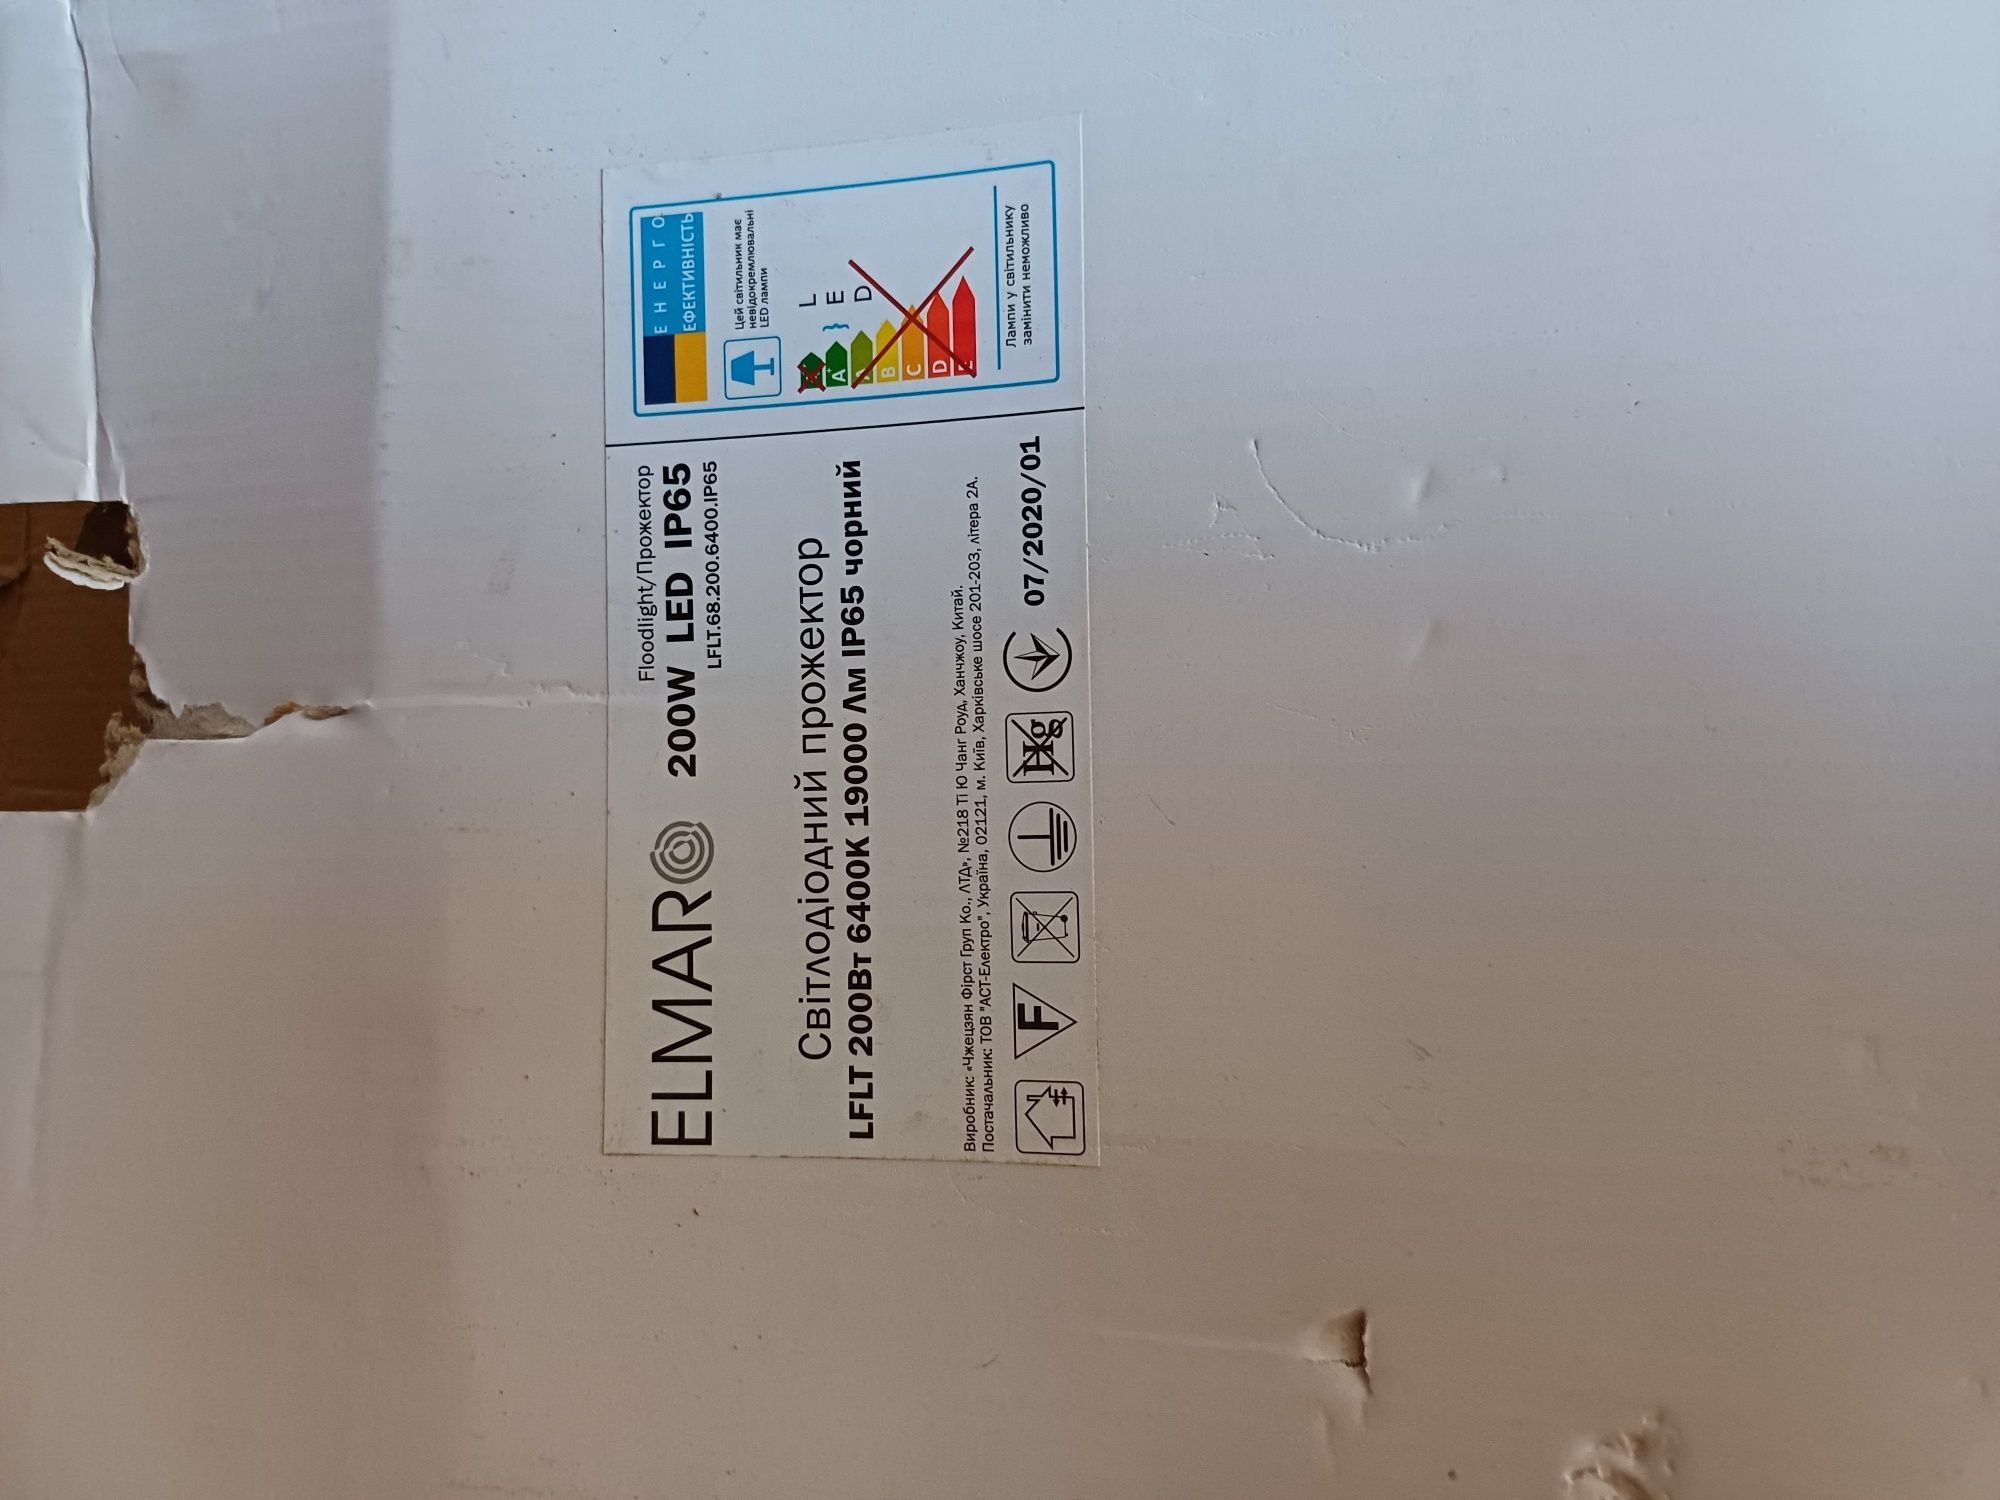 ELMARO
Floodlight/Прожектор
200W LED IP65
LFLT.68.200.6400.IP65
Світлодіодний прожектор
LFLT 200Вт 6400К 19000 Лм IP65 чорний
Виробник: «Чжецзян Фірст Груп Ко., ЛТД», №218 Ті Ю Чанг Роуд, Ханчжоу, Китай.
Постачальник: ТОВ "АСТ-Електро", Україна, 02121, м. Київ, Харківське шосе 201-203, літера 2А.
F
Hg
07/2020/01
ЕНЕРГО
ЕФЕКТИВНІСТЬ
Цей світильник має
невідокремлювальні
LED лампи
A+
A
B
C
D
E
L
E
D
Лампи у світильнику
замінити неможливо